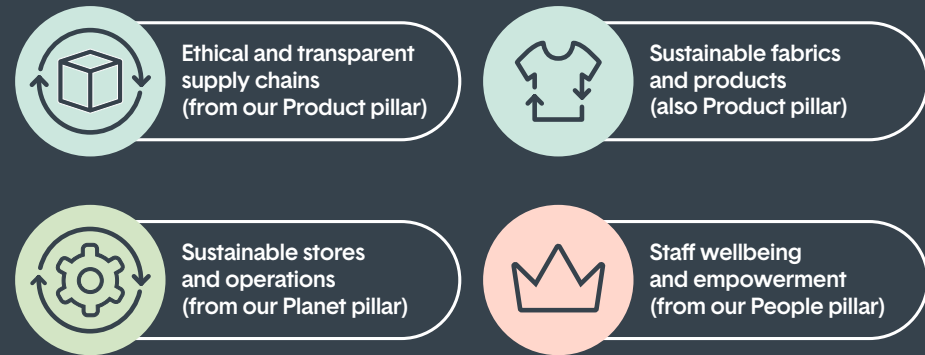 Ethical and transparent
supply chains
(from our Product pillar)
Sustainable fabrics
and products
(also Product pillar)
Sustainable stores
and operations
(from our Planet pillar)
Staff wellbeing
and empowerment
(from our People pillar)